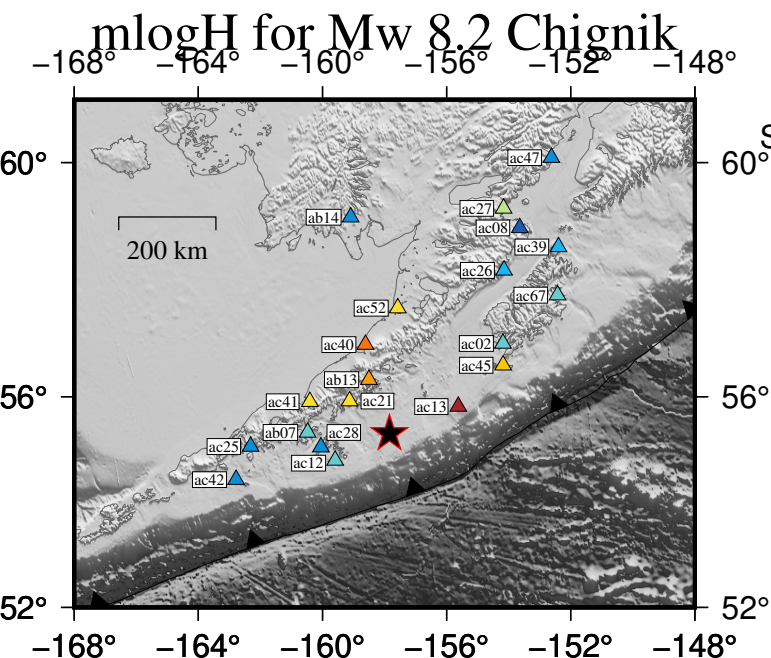 mlogH for Mw 8.2 Chignik
−168° −164° −160° −156° −152° −148°
60° 60°
S
ac47
ac27
ab14
ac08
ac39
200 km
ac26
ac67
ac52
ac40
ac02
ac45
ab13
56° 56°
ac41
ac21
ac13
ab07
ac28
ac25
ac12
ac42
52° 52°
−168° −164° −160° −156° −152° −148°